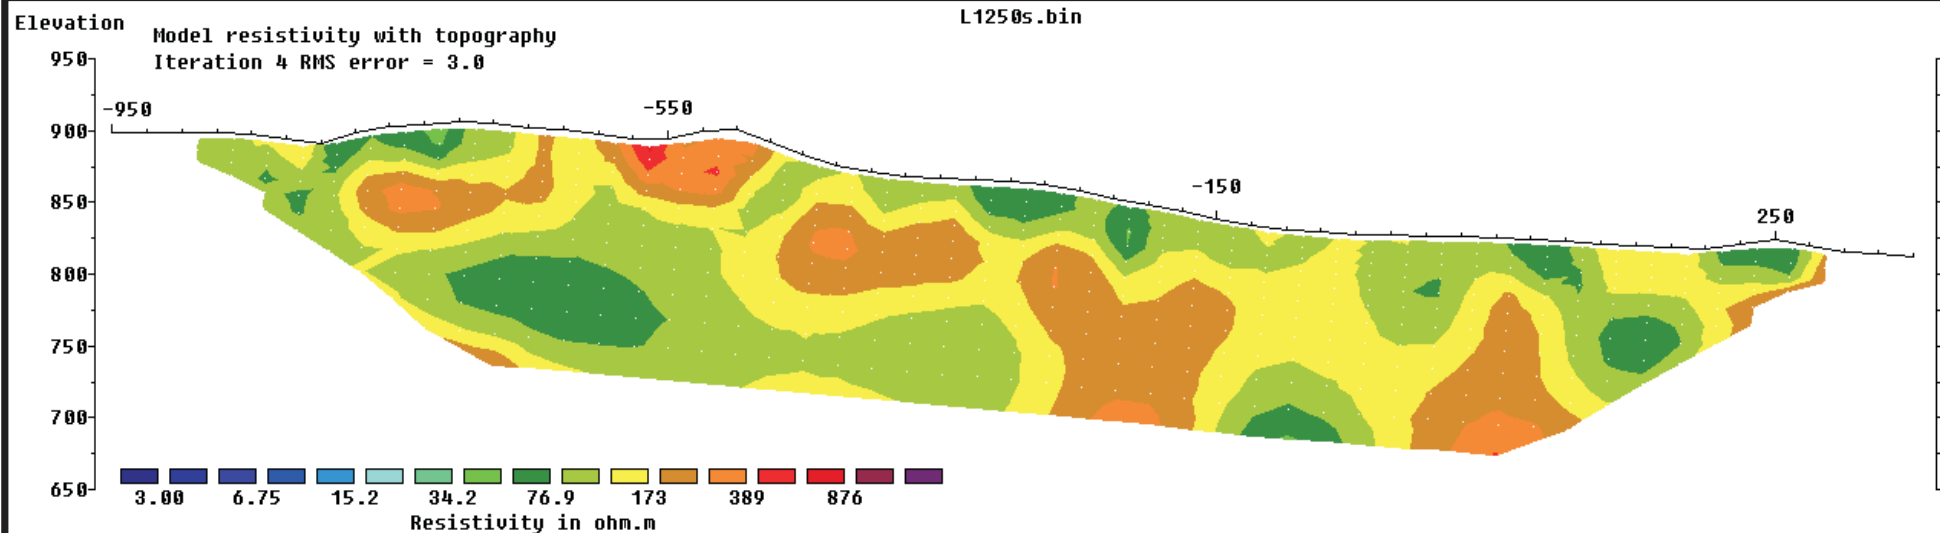 L1250s.bin
Elevation
Model resistivity with topography
Iteration 4 RMS error = 3.0
950
-950
-550
900
850
-150
250
800
750
700
650
3.00 6.75 15.2 34.2 76.9 173 389 876
Resistivity in ohm.m